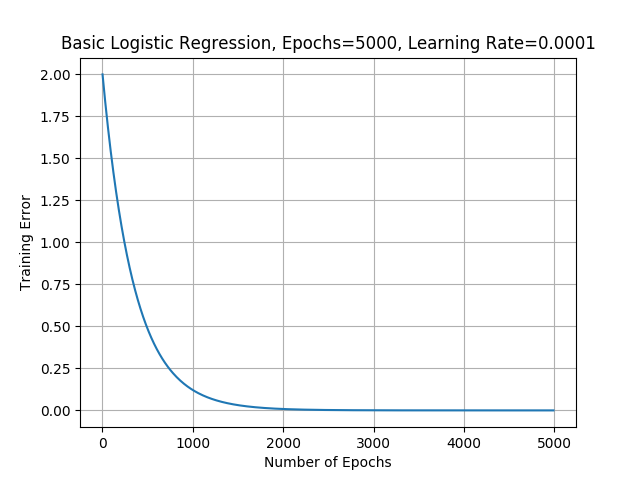 Basic Logistic Regression, Epochs=5000, Learning Rate=0.0001
2.00
1.75
1.50
1.25
1.00
0.75
0.50
0.25
0.00
Training Error
0 1000 2000 3000 4000 5000
Number of Epochs